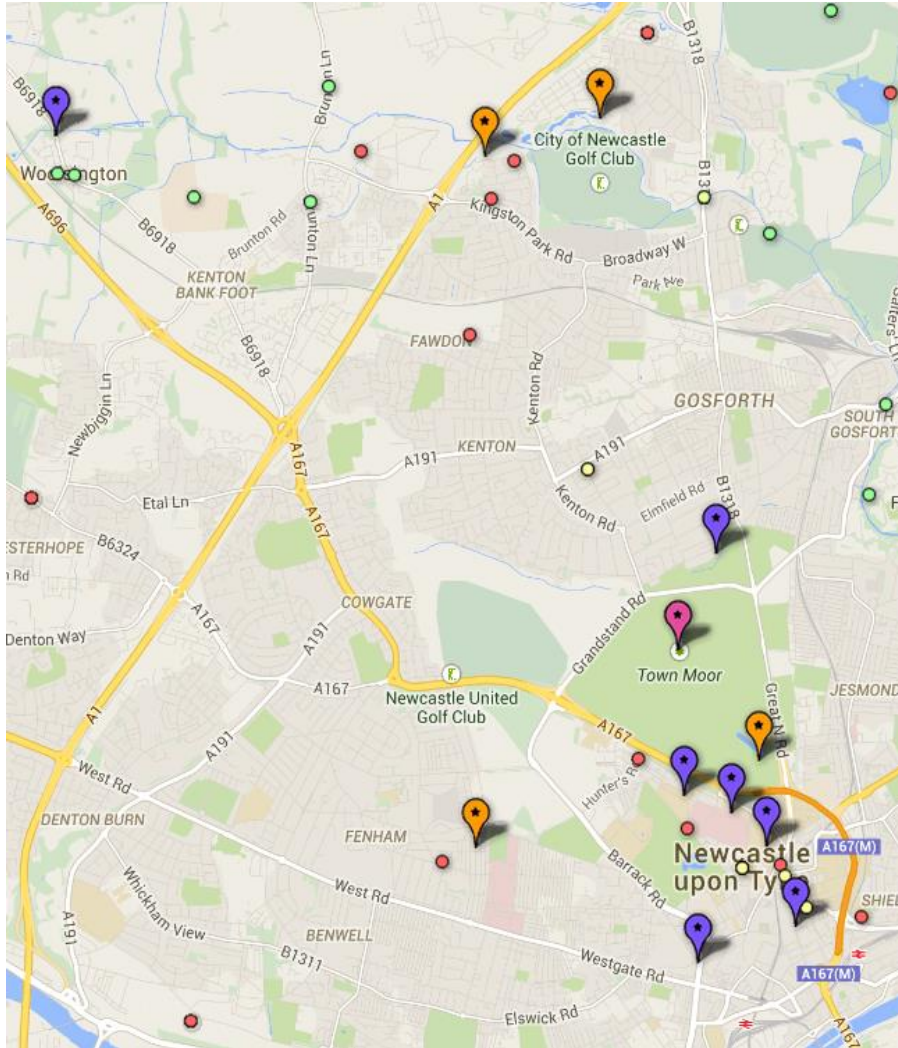 B1318
B6918
Brunton Ln
City of Newcastle
Golf Club
Woolsington
B1318
A1
A696
Kingston Park Rd
B6918
Brunton Rd
Brunton Ln
Broadway W
KENTON
BANK FOOT
Park Ave
Salters' Ln
B6918
FAWDON
Newbiggin Ln
Kenton Rd
GOSFORTH
SOUTH
GOSFORT
KENTON
A191
A191
A167
Etal Ln
Kenton Rd
Elmfield Rd
B1318
A167
ESTERHOPE
B6324
n Rd
COWGATE
A167
A191
Grandstand Rd
Denton Way
Town Moor
A167
Newcastle United
Golf Club
JESMOND
Great N Rd
A1
A167
A191
West Rd
Hunter's Rd
DENTON BURN
FENHAM
A167(M)
Newcastle
upon Tyne
Barrack Rd
West Rd
Whickham View
SHIEL
A191
BENWELL
B1311
Westgate Rd
A167(M)
Elswick Rd
A167